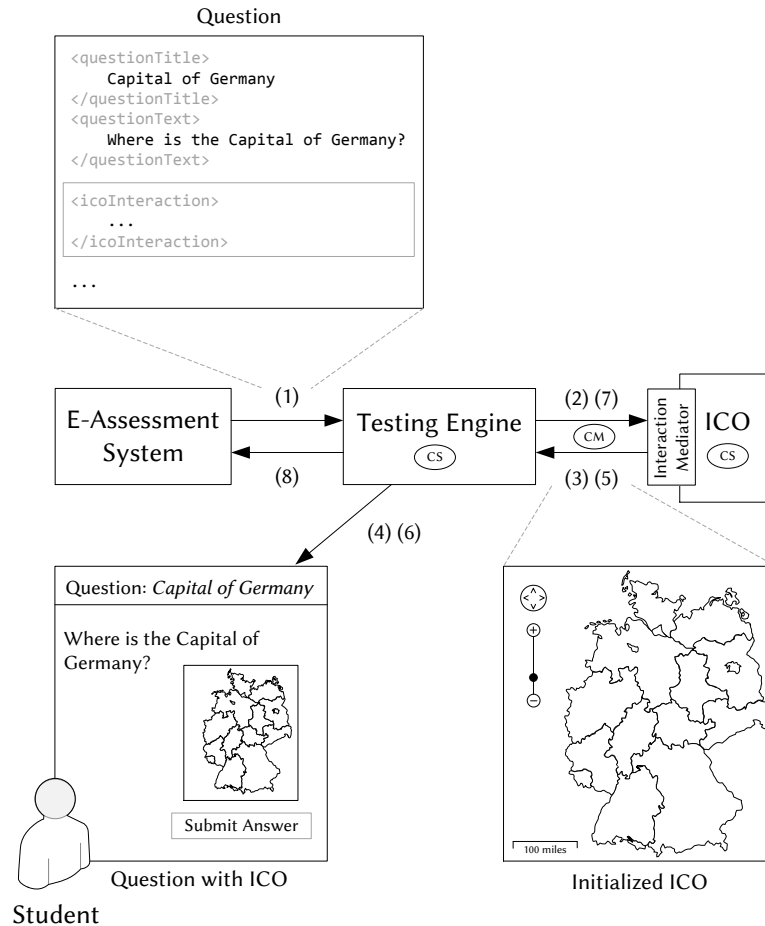 Question
<questionTitle>
Capital of Germany
</questionTitle>
<questionText>
Where is the Capital of Germany?
</questionText>
<icoInteraction>
...
</icoInteraction>
...
(1)
E-Assessment
System
(8)
Testing Engine
CS
(2) (7)
CM
(3) (5)
Interaction
Mediator
ICO
CS
(4) (6)
Question: Capital of Germany
Where is the Capital of
Germany?
Submit Answer
Question with ICO
Student
100 miles
Initialized ICO